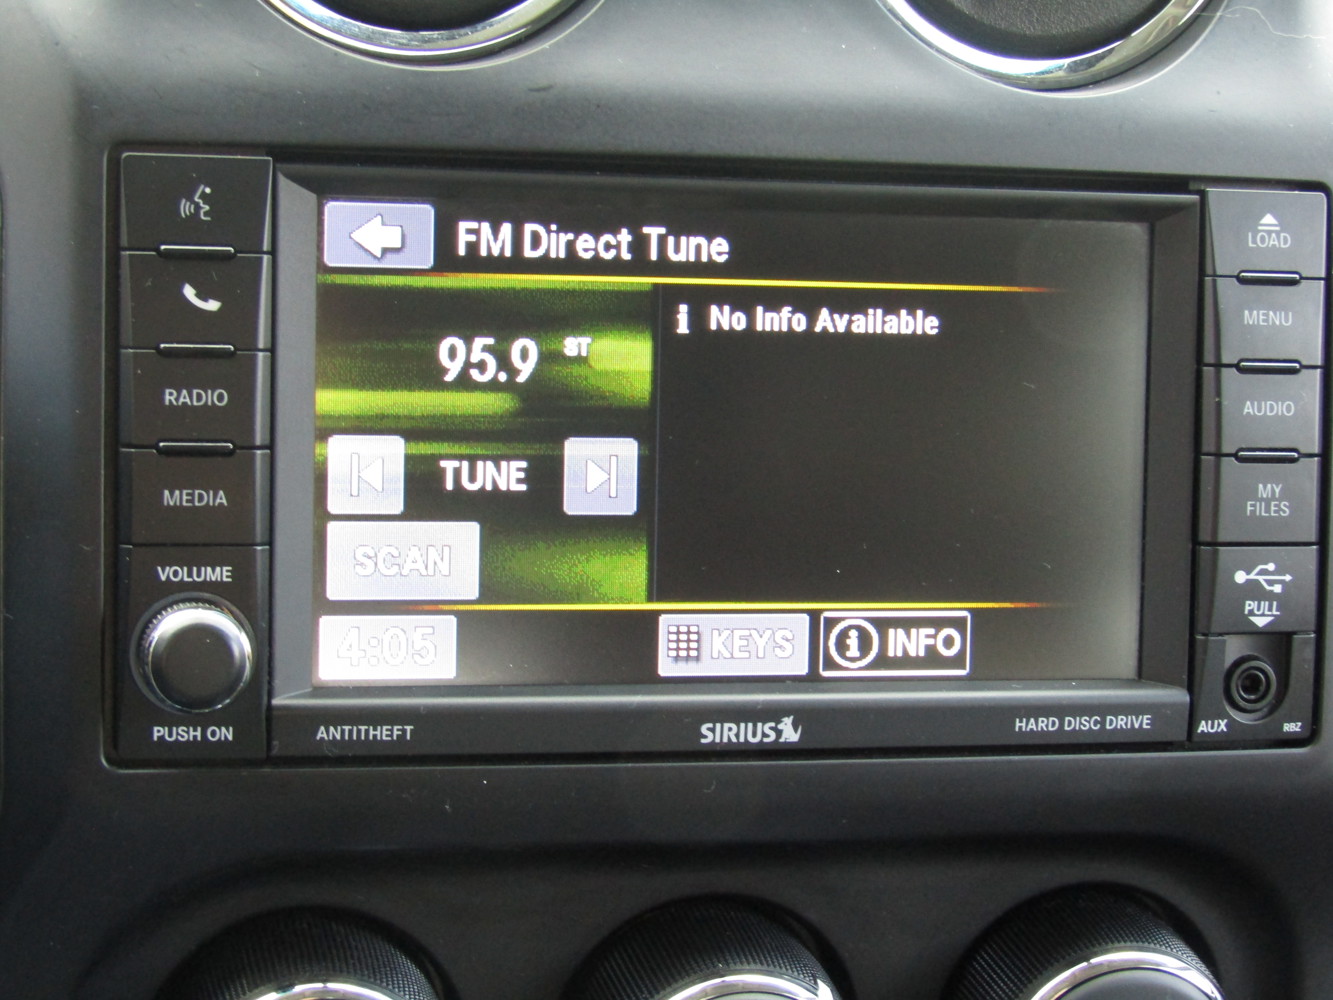 FM Direct Tune
95.9 ST
i No Info Available
TUNE
SCAN
4:05
KEYS
i INFO
RADIO
MEDIA
VOLUME
PUSH ON
ANTITHEFT
SIRIUS
HARD DISC DRIVE
LOAD
MENU
AUDIO
MY
FILES
PULL
AUX
RBZ